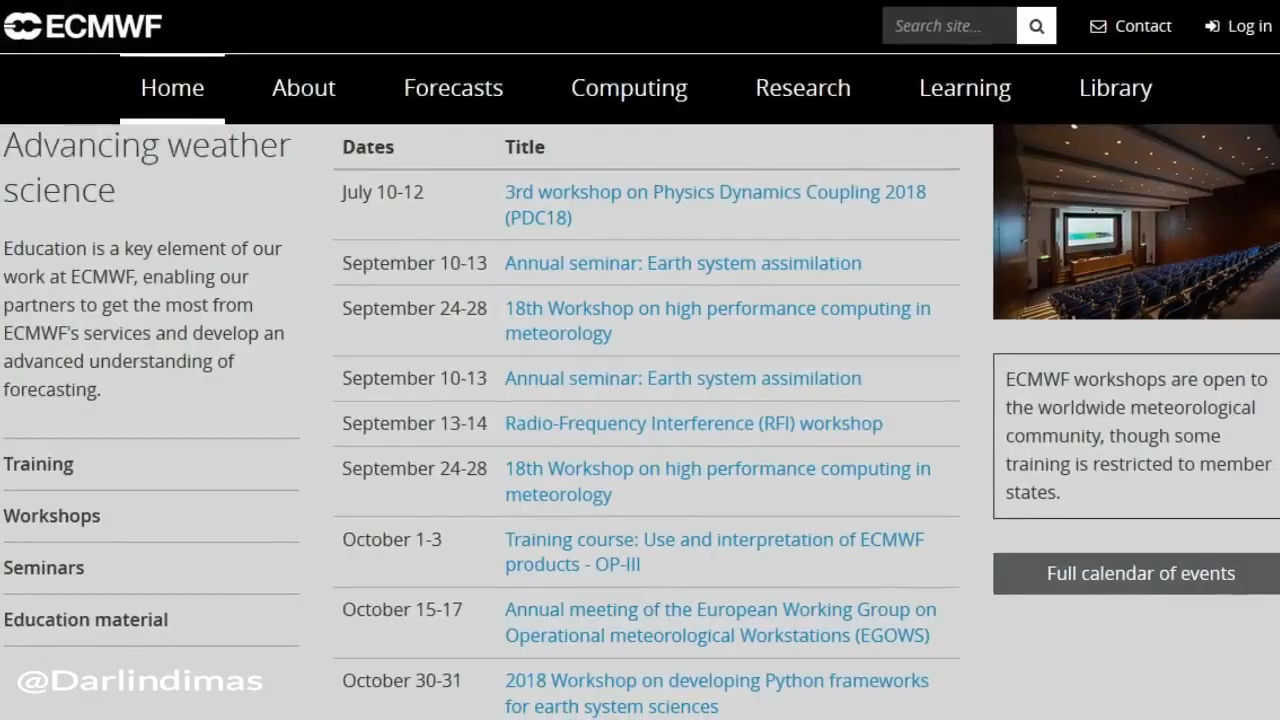 ECMWF
Search site...
Contact
Log in
Home
About
Forecasts
Computing
Research
Learning
Library
Advancing weather
science
Education is a key element of our
work at ECMWF, enabling our
partners to get the most from
ECMWF's services and develop an
advanced understanding of
forecasting.
Training
Workshops
Seminars
Education material
@Darlindimas
Dates Title
July 10-12 3rd workshop on Physics Dynamics Coupling 2018
(PDC18)
September 10-13 Annual seminar: Earth system assimilation
September 24-28 18th Workshop on high performance computing in
meteorology
September 10-13 Annual seminar: Earth system assimilation
September 13-14 Radio-Frequency Interference (RFI) workshop
September 24-28 18th Workshop on high performance computing in
meteorology
October 1-3 Training course: Use and interpretation of ECMWF
products - OP-III
October 15-17 Annual meeting of the European Working Group on
Operational meteorological Workstations (EGOWS)
October 30-31 2018 Workshop on developing Python frameworks
for earth system sciences
ECMWF workshops are open to
the worldwide meteorological
community, though some
training is restricted to member
states.
Full calendar of events